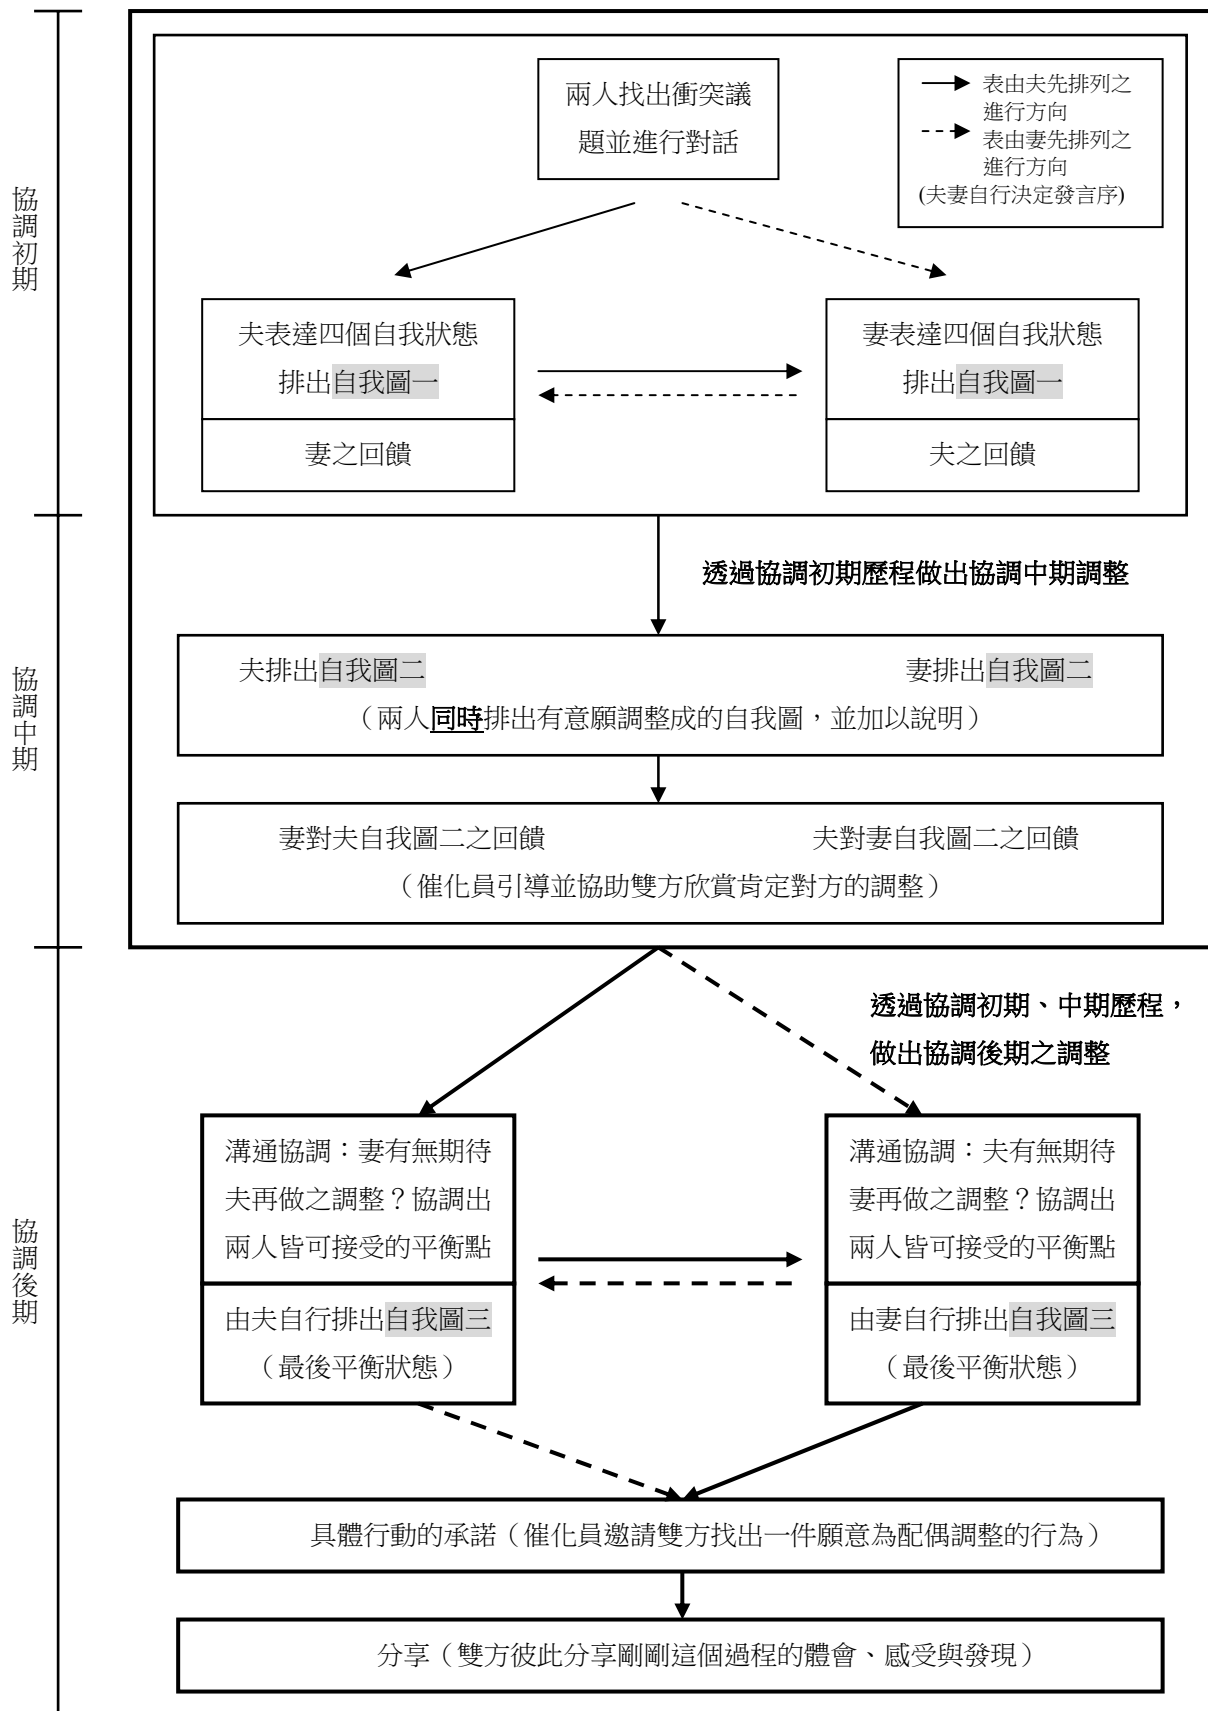 協調初期
兩人找出衝突議
題並進行對話
表由夫先排列之
進行方向
表由妻先排列之
進行方向
(夫妻自行決定發言序)
夫表達四個自我狀態
排出自我圖一
妻之回饋
妻表達四個自我狀態
排出自我圖一
夫之回饋
協調中期
透過協調初期歷程做出協調中期調整
夫排出自我圖二 妻排出自我圖二
（兩人同時排出有意願調整成的自我圖，並加以說明）
妻對夫自我圖二之回饋 夫對妻自我圖二之回饋
（催化員引導並協助雙方欣賞肯定對方的調整）
協調後期
透過協調初期、中期歷程，
做出協調後期之調整
溝通協調：妻有無期待
夫再做之調整？協調出
兩人皆可接受的平衡點
由夫自行排出自我圖三
（最後平衡狀態）
溝通協調：夫有無期待
妻再做之調整？協調出
兩人皆可接受的平衡點
由妻自行排出自我圖三
（最後平衡狀態）
具體行動的承諾（催化員邀請雙方找出一件願意為配偶調整的行為）
分享（雙方彼此分享剛剛這個過程的體會、感受與發現）